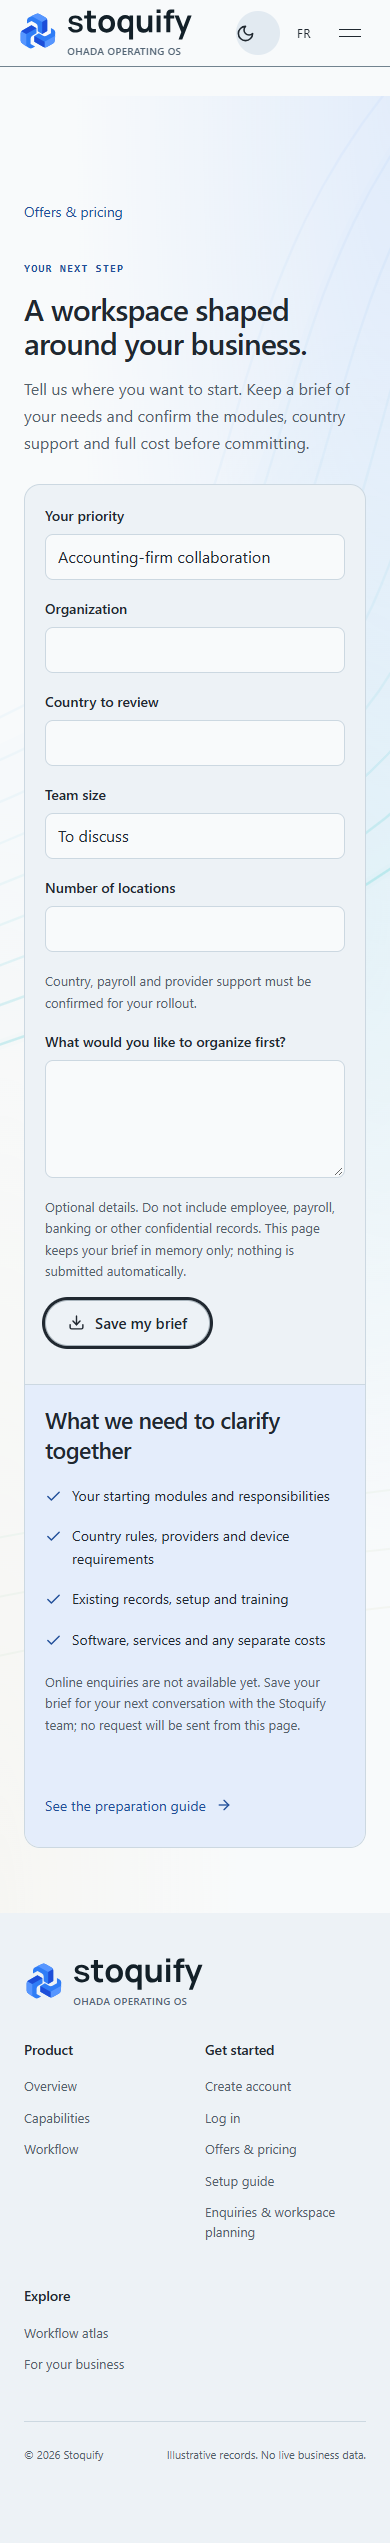 stoquify
OHADA OPERATING OS
FR
Offers & pricing
YOUR NEXT STEP
A workspace shaped
around your business.
Tell us where you want to start. Keep a brief of
your needs and confirm the modules, country
support and full cost before committing.
Your priority
Accounting-firm collaboration
Organization
Country to review
Team size
To discuss
Number of locations
Country, payroll and provider support must be
confirmed for your rollout.
What would you like to organize first?
Optional details. Do not include employee, payroll,
banking or other confidential records. This page
keeps your brief in memory only; nothing is
submitted automatically.
Save my brief
What we need to clarify
together
Your starting modules and responsibilities
Country rules, providers and device
requirements
Existing records, setup and training
Software, services and any separate costs
Online enquiries are not available yet. Save your
brief for your next conversation with the Stoquify
team; no request will be sent from this page.
See the preparation guide
stoquify
OHADA OPERATING OS
Product
Overview
Capabilities
Workflow
Get started
Create account
Log in
Offers & pricing
Setup guide
Enquiries & workspace
planning
Explore
Workflow atlas
For your business
© 2026 Stoquify
Illustrative records. No live business data.